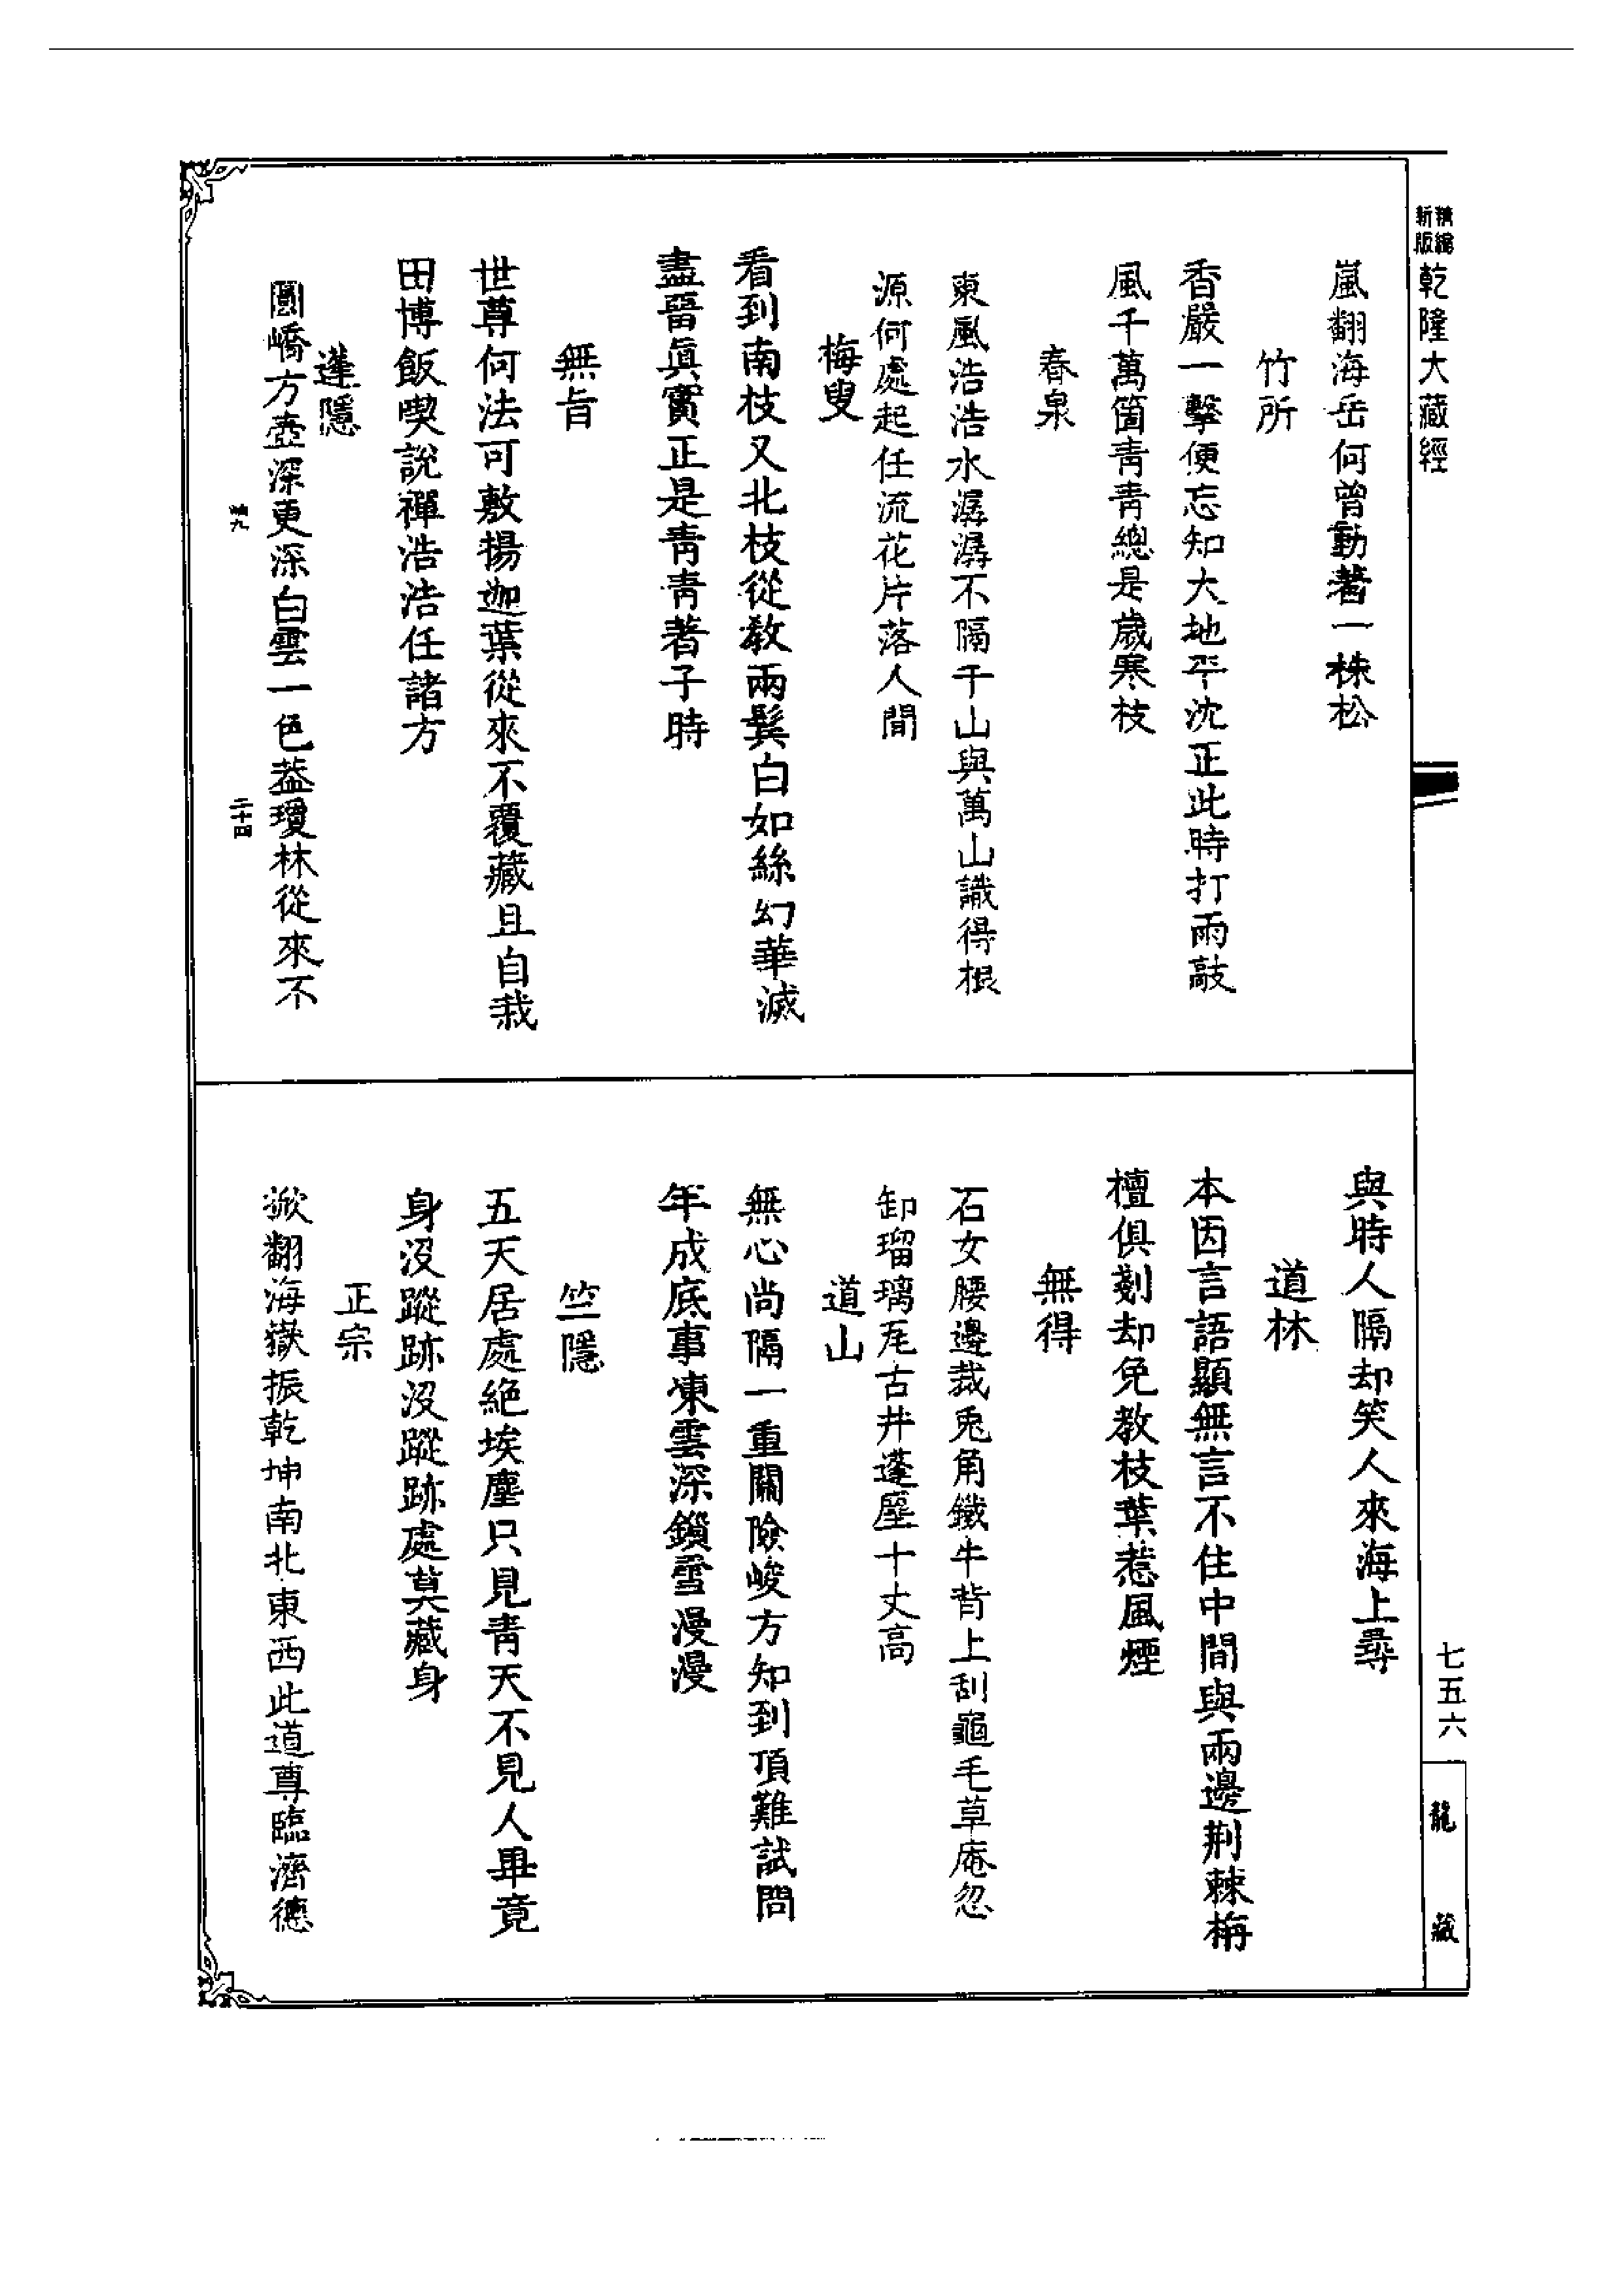 精編
新版
乾隆大藏經
嵐翻海岳何曾動著一株松
竹所
香嚴一擊便忘知大地平沈正此時打雨敲
風千萬箇青青總是歲寒枝
春泉
東風浩浩水潺潺不隔千山與萬山識得根
源何處起任流花片落人間
梅叟
看到南枝又北枝從教兩鬂白如絲幻華滅
盡畱眞實正是青青著子時
無旨
世尊何法可敷揚迦葉從來不覆藏且自栽
田博飯喫說禪浩浩任諸方
蓬隱
圓嶠方壺深更深白雲一色葢瓊林從來不
九
二十四
與時人隔却笑人來海上尋
道林
本因言語顯無言不住中間與兩邊荆棘栴
檀俱剗却免教枝葉惹風煙
無得
石女腰邊裁兎角鐵牛背上刮龜毛草庵忽
卸瑠璃瓦古井蓬塵十丈高
道山
無心尚隔一重關險峻方知到頂難試問
年成底事凍雲深鎖雪漫漫
竺隱
五天居處絶埃塵只見青天不見人畢竟
身沒蹤跡沒蹤跡處莫藏身
正宗
掀翻海嶽振乾坤南北東西此道尊臨濟德
七五六
龍藏